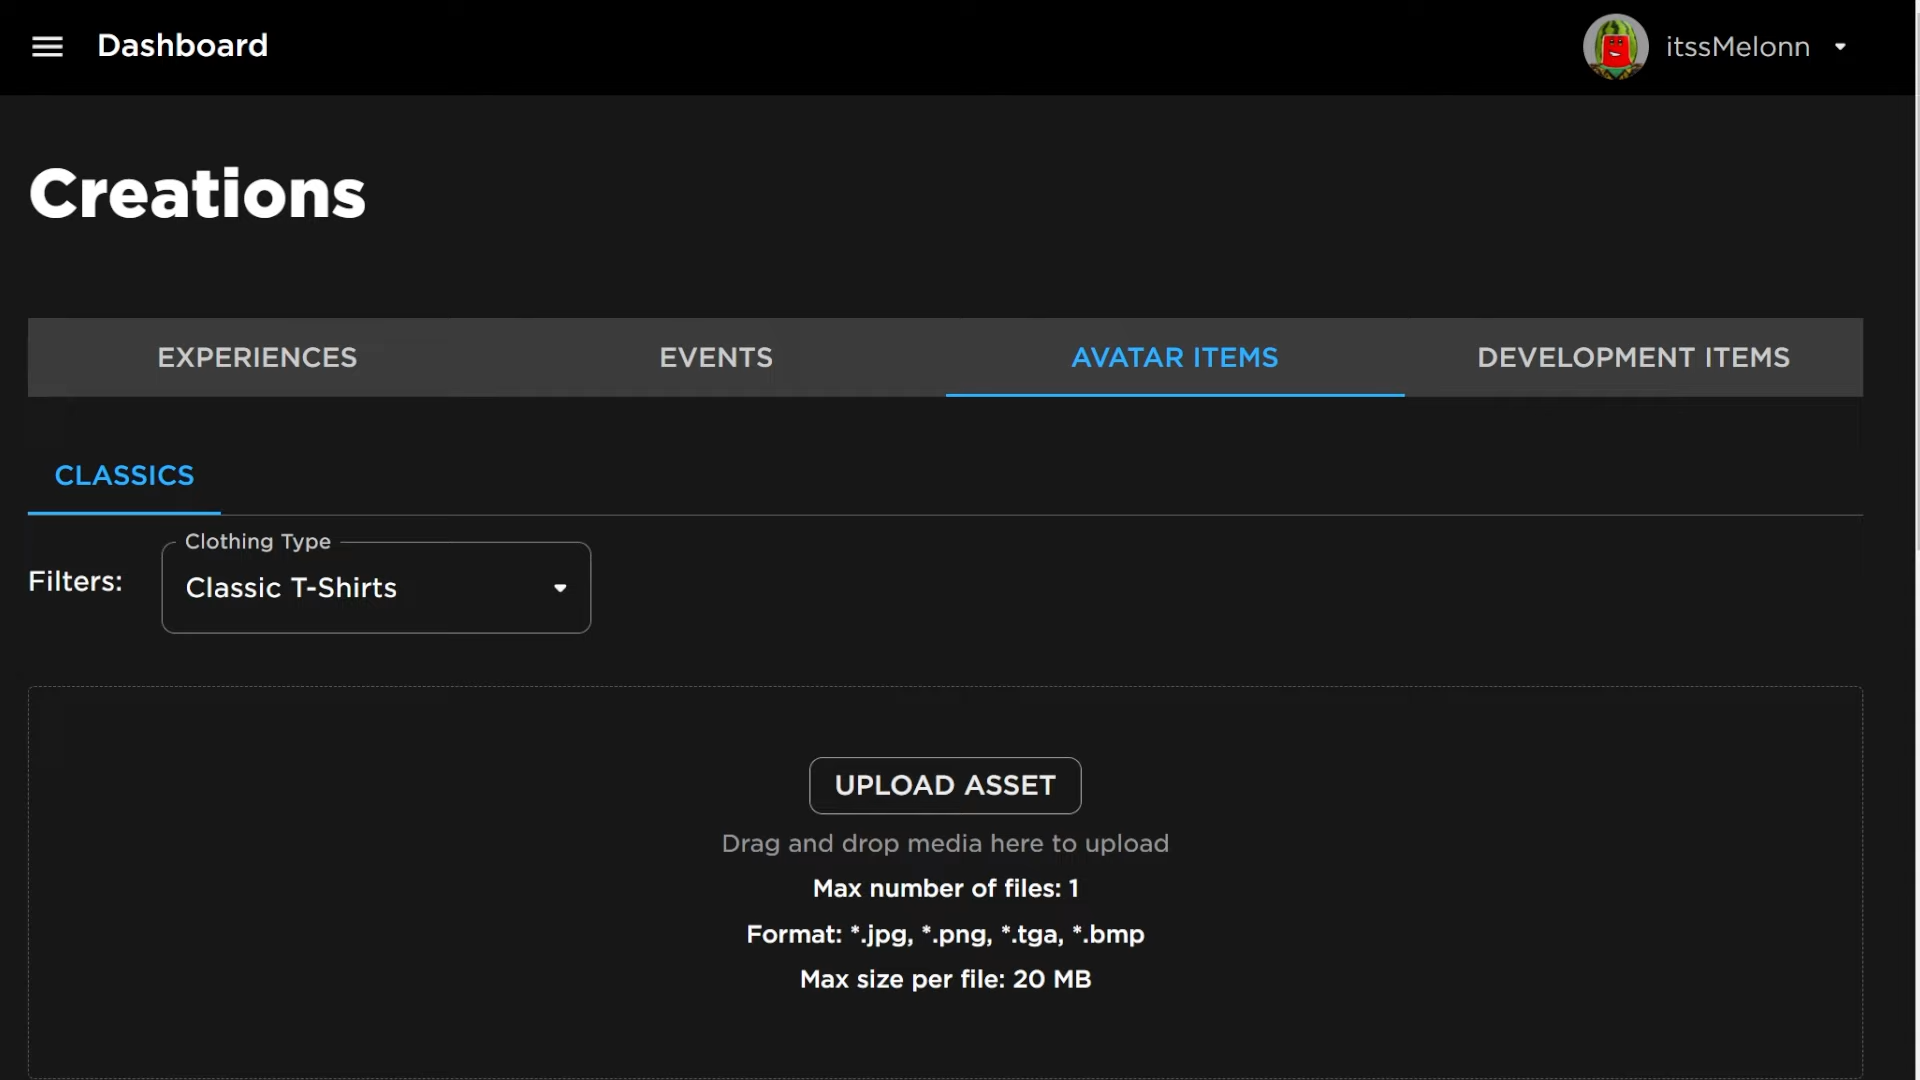 Dashboard
itssMelonn
Creations
EXPERIENCES
EVENTS
AVATAR ITEMS
DEVELOPMENT ITEMS
CLASSICS
Filters:
Clothing Type
Classic T-Shirts
UPLOAD ASSET
Drag and drop media here to upload
Max number of files: 1
Format: *.jpg, *.png, *.tga, *.bmp
Max size per file: 20 MB